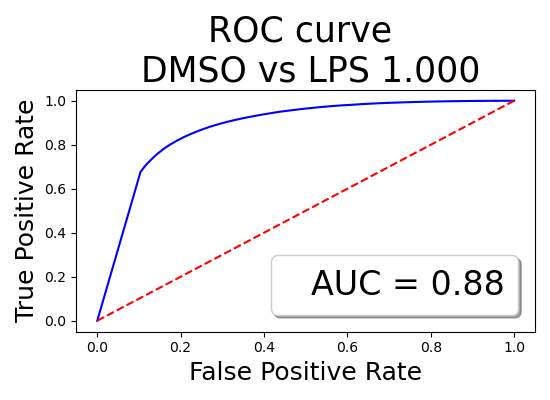 ROC curve
DMSO vs LPS 1.000
True Positive Rate
1.0
0.8
0.6
0.4
0.2
0.0
AUC = 0.88
0.0 0.2 0.4 0.6 0.8 1.0
False Positive Rate